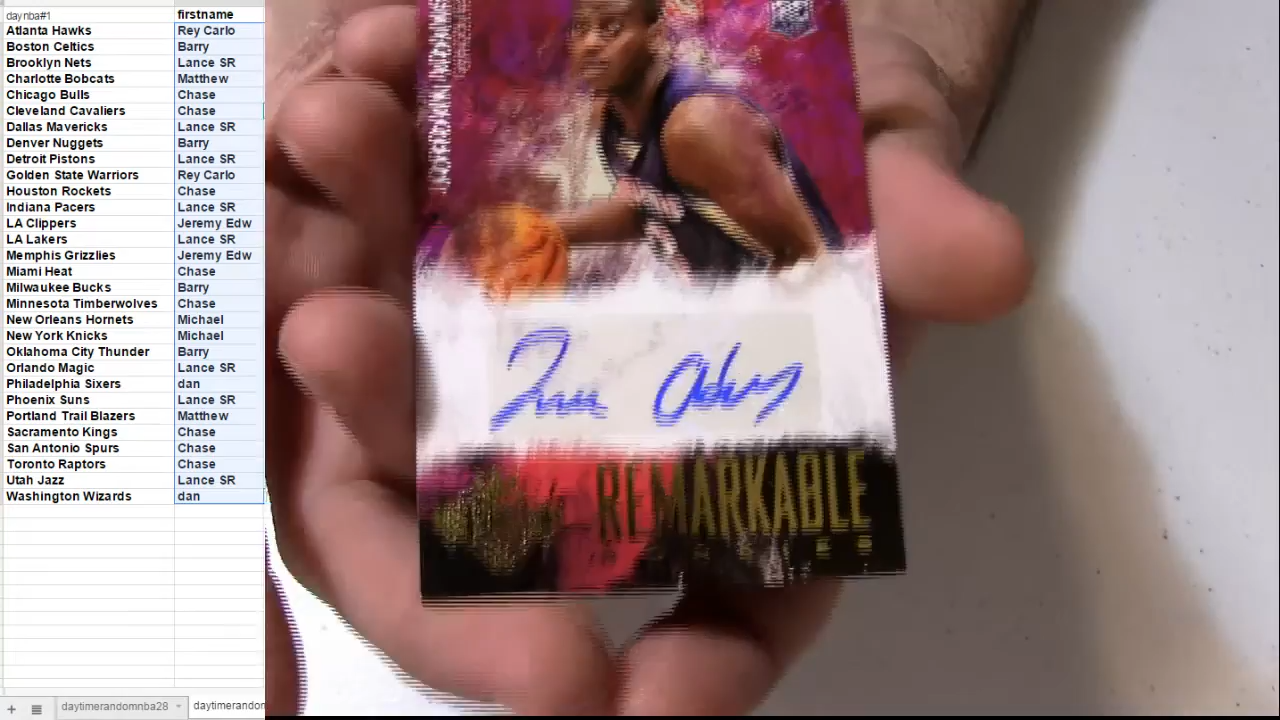 daynba#1 firstname
Atlanta Hawks Rey Carlo
Boston Celtics Barry
Brooklyn Nets Lance SR
Charlotte Bobcats Matthew
Chicago Bulls Chase
Cleveland Cavaliers Chase
Dallas Mavericks Lance SR
Denver Nuggets Barry
Detroit Pistons Lance SR
Golden State Warriors Rey Carlo
Houston Rockets Chase
Indiana Pacers Lance SR
LA Clippers Jeremy Edw
LA Lakers Lance SR
Memphis Grizzlies Jeremy Edw
Miami Heat Chase
Milwaukee Bucks Barry
Minnesota Timberwolves Chase
New Orleans Hornets Michael
New York Knicks Michael
Oklahoma City Thunder Barry
Orlando Magic Lance SR
Philadelphia Sixers dan
Phoenix Suns Lance SR
Portland Trail Blazers Matthew
Sacramento Kings Chase
San Antonio Spurs Chase
Toronto Raptors Chase
Utah Jazz Lance SR
Washington Wizards dan
daytimerandomnba28 daytimerandom
REMARKABLE